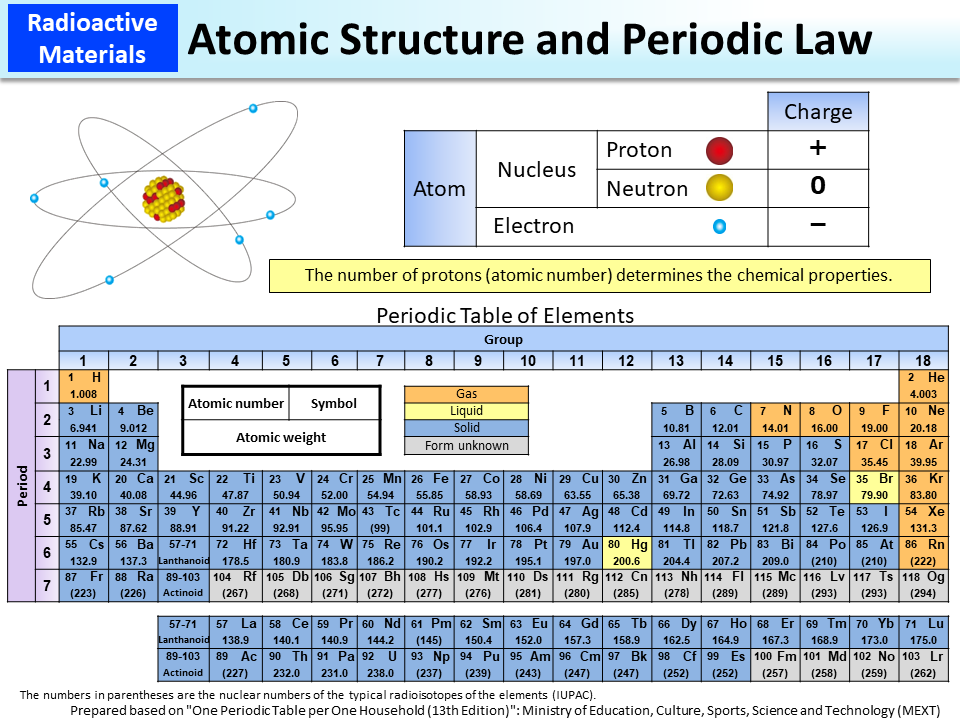 Radioactive
Materials
Atomic Structure and Periodic Law
Charge
Atom
Nucleus
Proton
+
Neutron
0
Electron
−
The number of protons (atomic number) determines the chemical properties.
Periodic Table of Elements
Group
1 2 3 4 5 6 7 8 9 10 11 12 13 14 15 16 17 18
Period
1
1 H 2 He
1.008 4.003
Atomic number Symbol
Atomic weight
Gas
Liquid
Solid
Form unknown
2
3 Li 4 Be 5 B 6 C 7 N 8 O 9 F 10 Ne
6.941 9.012 10.81 12.01 14.01 16.00 19.00 20.18
3
11 Na 12 Mg 13 Al 14 Si 15 P 16 S 17 Cl 18 Ar
22.99 24.31 26.98 28.09 30.97 32.07 35.45 39.95
4
19 K 20 Ca 21 Sc 22 Ti 23 V 24 Cr 25 Mn 26 Fe 27 Co 28 Ni 29 Cu 30 Zn 31 Ga 32 Ge 33 As 34 Se 35 Br 36 Kr
39.10 40.08 44.96 47.87 50.94 52.00 54.94 55.85 58.93 58.69 63.55 65.38 69.72 72.63 74.92 78.97 79.90 83.80
5
37 Rb 38 Sr 39 Y 40 Zr 41 Nb 42 Mo 43 Tc 44 Ru 45 Rh 46 Pd 47 Ag 48 Cd 49 In 50 Sn 51 Sb 52 Te 53 I 54 Xe
85.47 87.62 88.91 91.22 92.91 95.95 (99) 101.1 102.9 106.4 107.9 112.4 114.8 118.7 121.8 127.6 126.9 131.3
6
55 Cs 56 Ba 57-71 72 Hf 73 Ta 74 W 75 Re 76 Os 77 Ir 78 Pt 79 Au 80 Hg 81 Tl 82 Pb 83 Bi 84 Po 85 At 86 Rn
132.9 137.3 Lanthanoid 178.5 180.9 183.8 186.2 190.2 192.2 195.1 197.0 200.6 204.4 207.2 209.0 (210) (210) (222)
7
87 Fr 88 Ra 89-103 104 Rf 105 Db 106 Sg 107 Bh 108 Hs 109 Mt 110 Ds 111 Rg 112 Cn 113 Nh 114 Fl 115 Mc 116 Lv 117 Ts 118 Og
(223) (226) Actinoid (267) (268) (271) (272) (277) (276) (281) (280) (285) (278) (289) (289) (293) (293) (294)
57-71 57 La 58 Ce 59 Pr 60 Nd 61 Pm 62 Sm 63 Eu 64 Gd 65 Tb 66 Dy 67 Ho 68 Er 69 Tm 70 Yb 71 Lu
Lanthanoid 138.9 140.1 140.9 144.2 (145) 150.4 152.0 157.3 158.9 162.5 164.9 167.3 168.9 173.0 175.0
89-103 89 Ac 90 Th 91 Pa 92 U 93 Np 94 Pu 95 Am 96 Cm 97 Bk 98 Cf 99 Es 100 Fm 101 Md 102 No 103 Lr
Actinoid (227) 232.0 231.0 238.0 (237) (239) (243) (247) (247) (252) (252) (257) (258) (259) (262)
The numbers in parentheses are the nuclear numbers of the typical radioisotopes of the elements (IUPAC).
Prepared based on "One Periodic Table per One Household (13th Edition)": Ministry of Education, Culture, Sports, Science and Technology (MEXT)